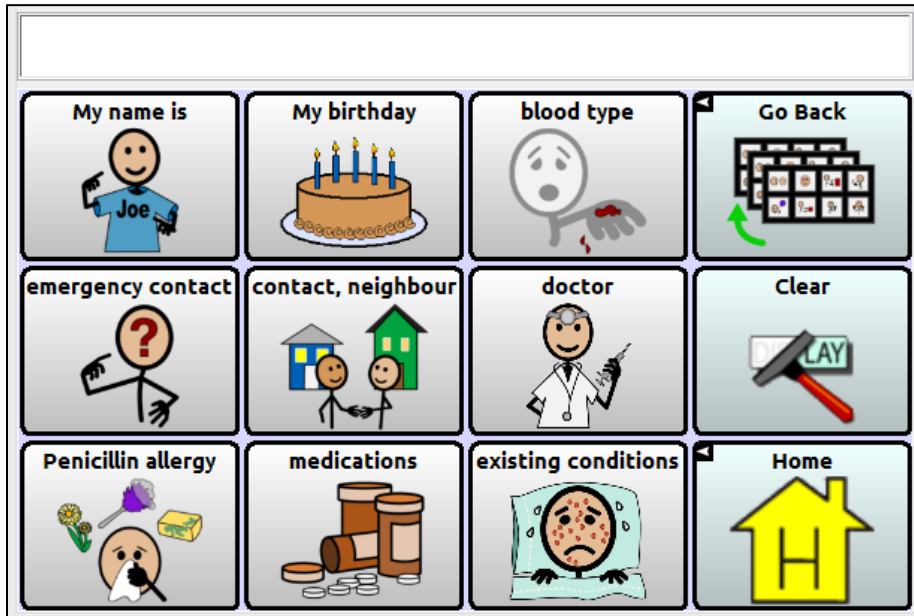 My name is
Joe
My birthday
blood type
Go Back
emergency contact
?
contact, neighbour
doctor
Clear
DISPLAY
Penicillin allergy
medications
existing conditions
Home
H